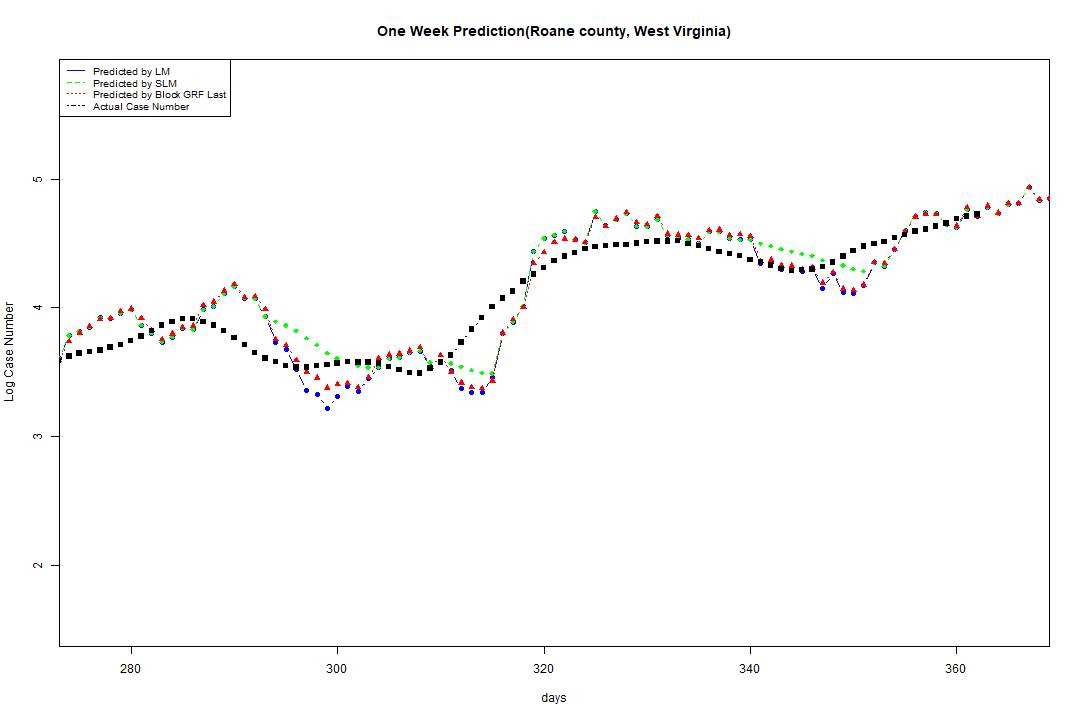 One Week Prediction(Roane county, West Virginia)
Predicted by LM
Predicted by SLM
Predicted by Block GRF Last
Actual Case Number
5
4
3
2
Log Case Number
280 300 320 340 360
days